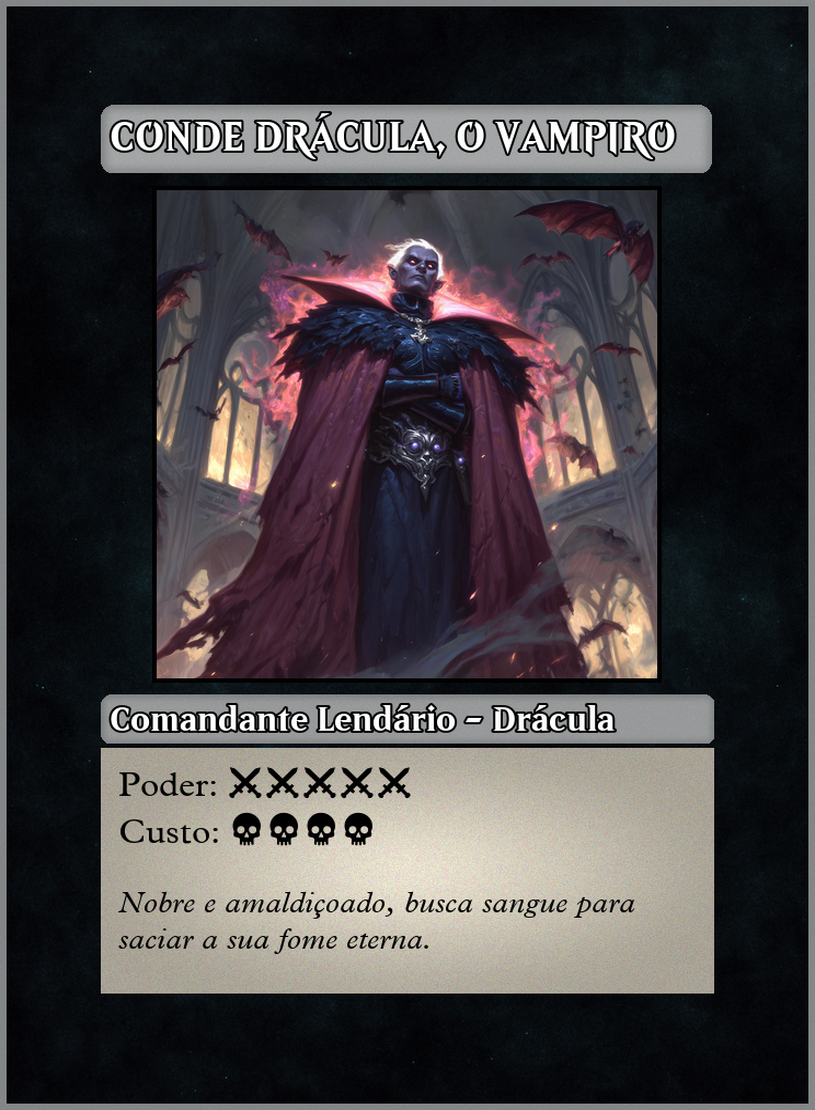 CONDE DRÁCULA, O VAMPIRO
Comandante Lendário - Drácula
Poder:
Custo:
Nobre e amaldiçoado, busca sangue para
saciar a sua fome eterna.